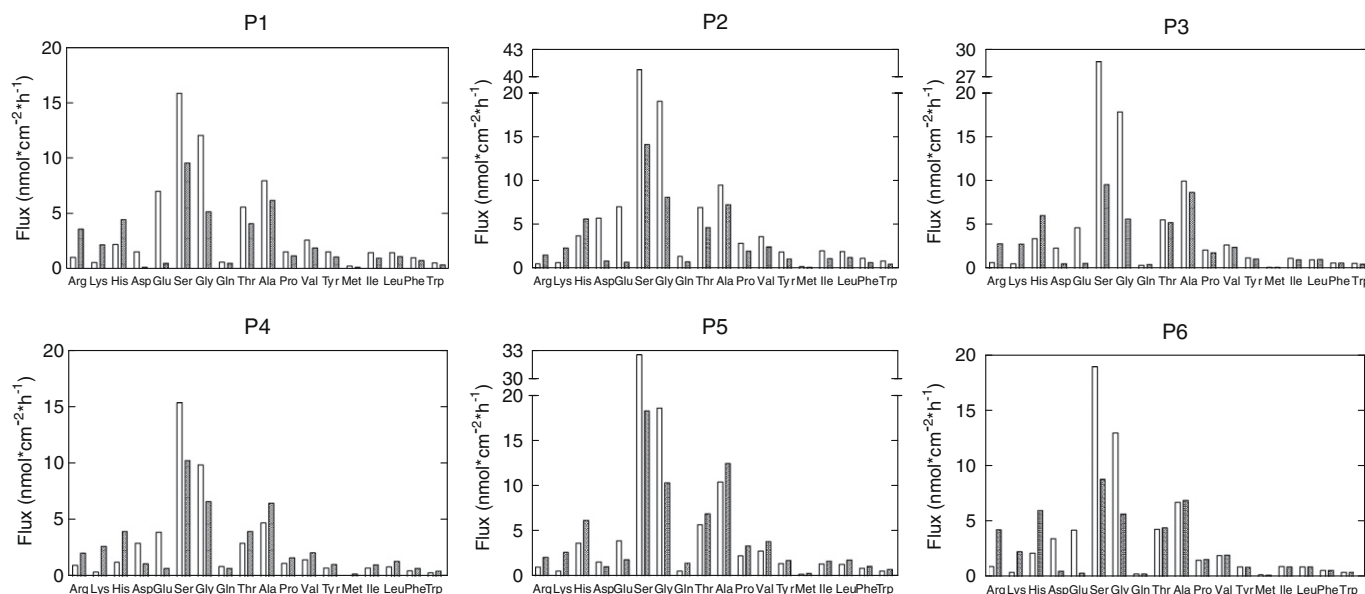 P1
Flux (nmol*cm-2*h-1)
20
15
10
5
0
Arg Lys His Asp Glu Ser Gly Gln Thr Ala Pro Val Tyr Met Ile Leu Phe Trp
P2
Flux (nmol*cm-2*h-1)
43
40
20
15
10
5
0
Arg Lys His Asp Glu Ser Gly Gln Thr Ala Pro Val Tyr Met Ile Leu Phe Trp
P3
Flux (nmol*cm-2*h-1)
30
27
20
15
10
5
0
Arg Lys His Asp Glu Ser Gly Gln Thr Ala Pro Val Tyr Met Ile Leu Phe Trp
P4
Flux (nmol*cm-2*h-1)
20
15
10
5
0
Arg Lys His Asp Glu Ser Gly Gln Thr Ala Pro Val Tyr Met Ile Leu Phe Trp
P5
Flux (nmol*cm-2*h-1)
33
30
20
15
10
5
0
Arg Lys His Asp Glu Ser Gly Gln Thr Ala Pro Val Tyr Met Ile Leu Phe Trp
P6
Flux (nmol*cm-2*h-1)
20
15
10
5
0
Arg Lys His Asp Glu Ser Gly Gln Thr Ala Pro Val Tyr Met Ile Leu Phe Trp